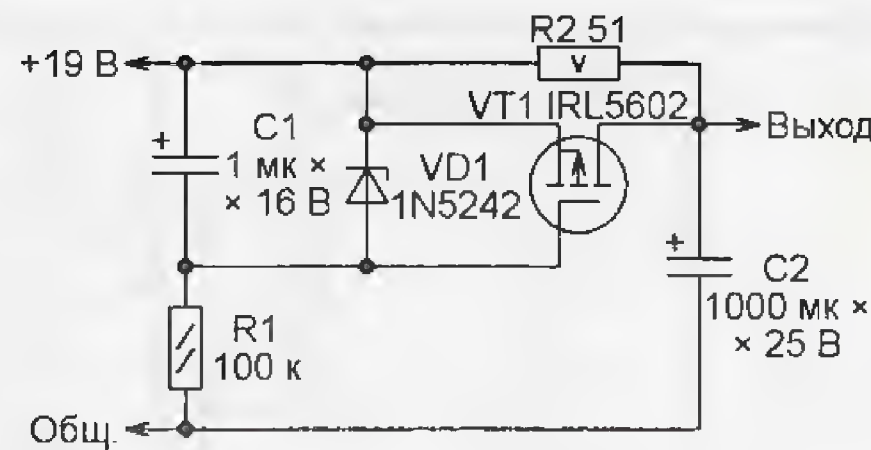 R2 51
V
+19 В
VT1 IRL5602
Выход
C1
1 мк ×
× 16 В
VD1
1N5242
C2
1000 мк ×
× 25 В
R1
100 к
Общ.